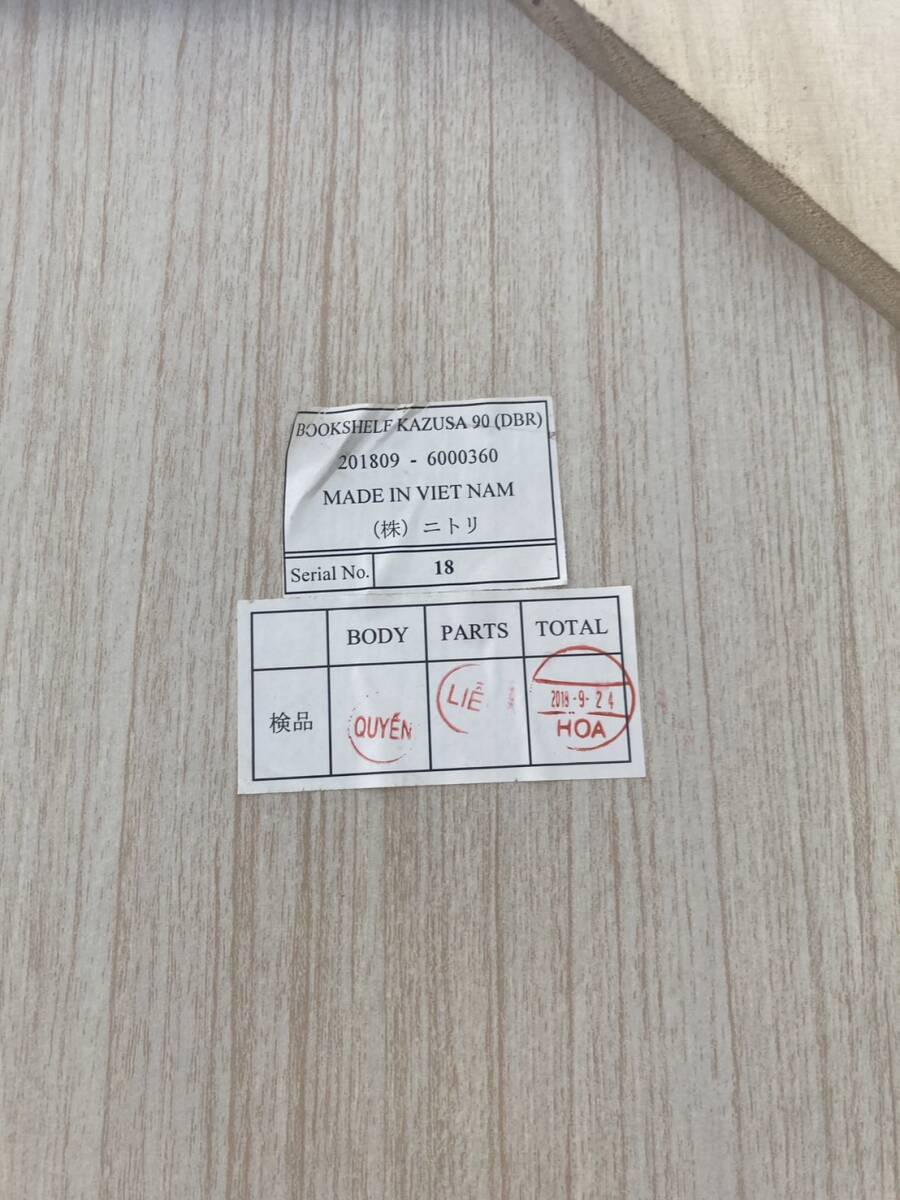 BOOKSHELF KAZUSA 90 (DBR)
201809 - 6000360
MADE IN VIET NAM
（株）ニトリ
Serial No. 18
BODY PARTS TOTAL
検品 QUYẾN LIÊ 2018-9-24 HOA